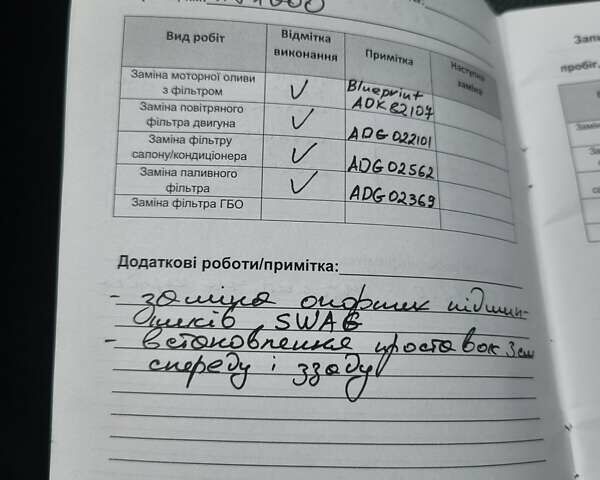 Вид робіт Відмітка виконання Примітка Наступна заміна
Заміна моторної оливи з фільтром ✓ Blueprint ADK82107
Заміна повітряного фільтра двигуна ✓ ADG022101
Заміна фільтру салону/кондиціонера ✓ ADG02562
Заміна паливного фільтра ✓ ADG02369
Заміна фільтра ГБО
Додаткові роботи/примітка:
- заміна опорних підшип-
ників SWAG
- встановлення проставок 3см
спереду і ззаду
пробіг